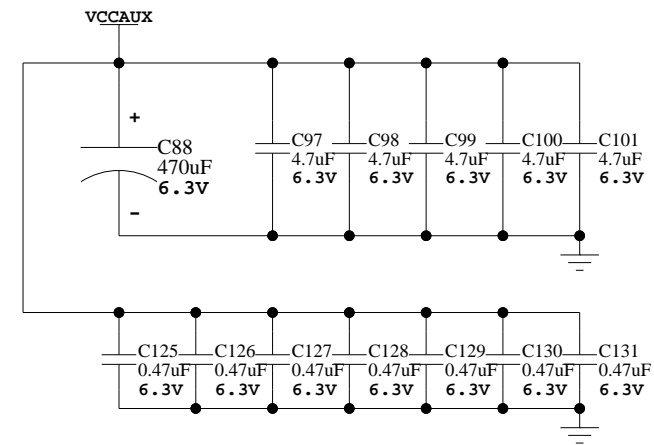 VCCAUX
+
C88
470uF
6.3V
−
C97
4.7uF
6.3V
C98
4.7uF
6.3V
C99
4.7uF
6.3V
C100
4.7uF
6.3V
C101
4.7uF
6.3V
C125
0.47uF
6.3V
C126
0.47uF
6.3V
C127
0.47uF
6.3V
C128
0.47uF
6.3V
C129
0.47uF
6.3V
C130
0.47uF
6.3V
C131
0.47uF
6.3V